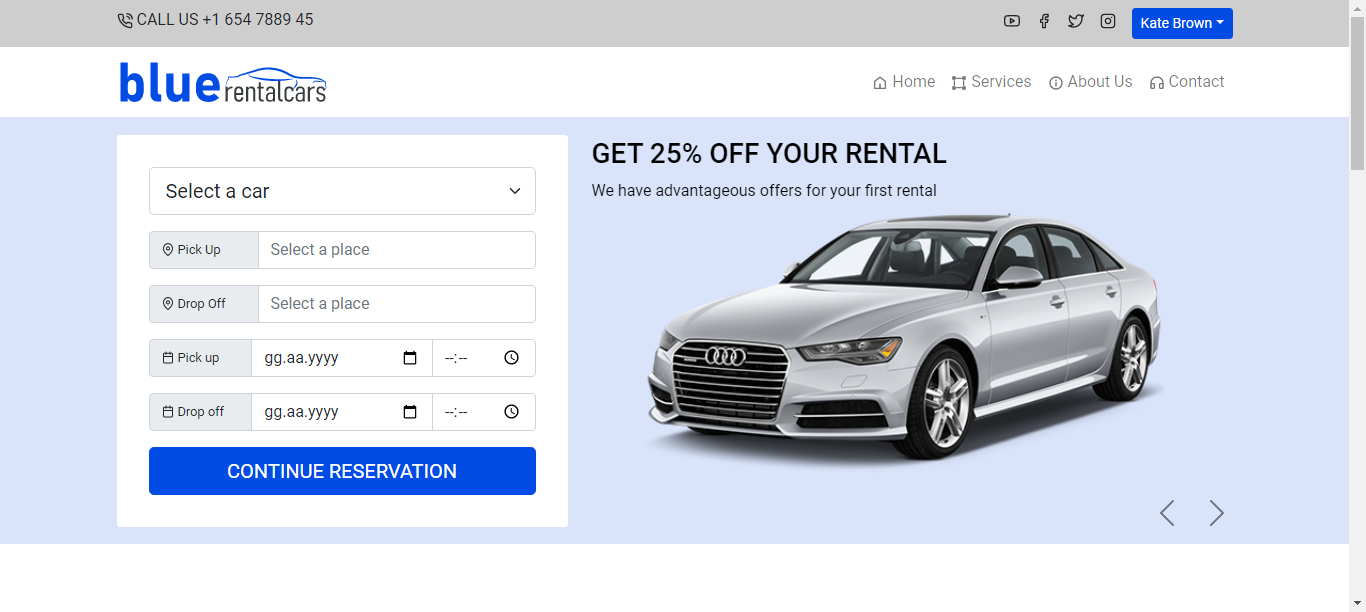 CALL US +1 654 7889 45
Kate Brown
blue rentalcars
Home Services About Us Contact
Select a car
Pick Up Select a place
Drop Off Select a place
Pick up gg.aa.yyyy --:--
Drop off gg.aa.yyyy --:--
CONTINUE RESERVATION
GET 25% OFF YOUR RENTAL
We have advantageous offers for your first rental